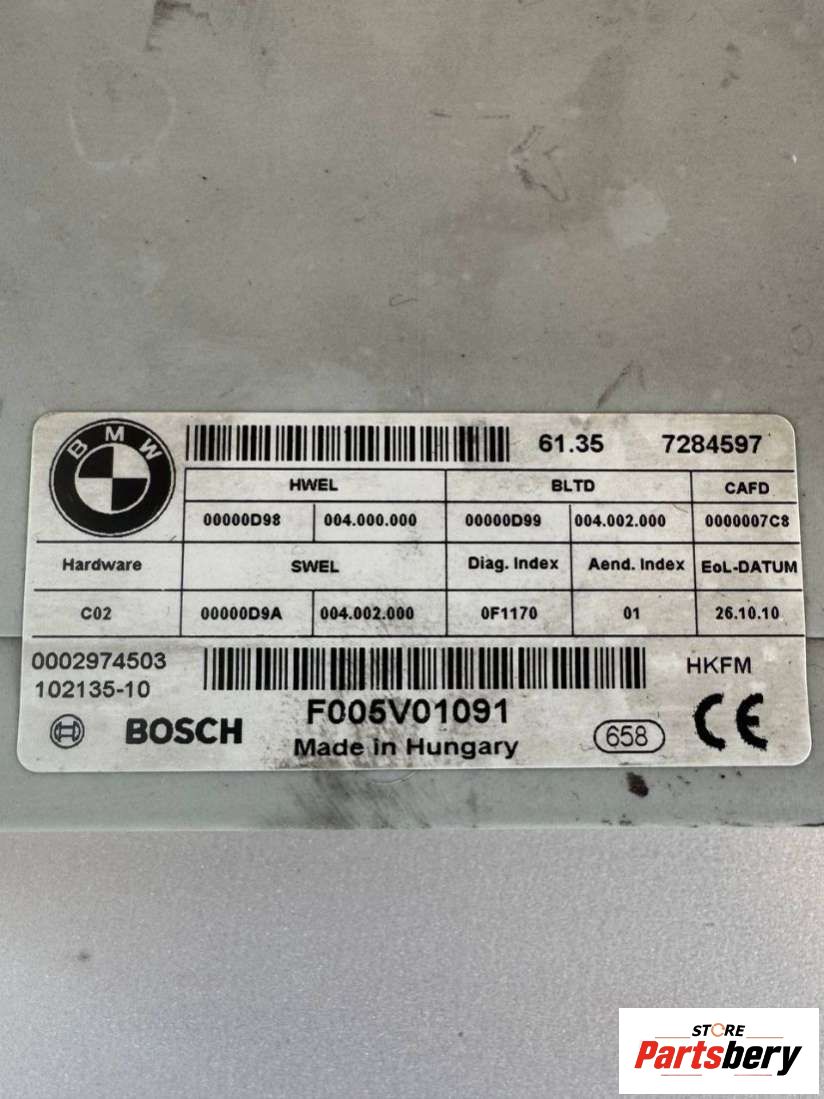 BMW
61.35 7284597
HWEL BLTD CAFD
00000D98 004.000.000 00000D99 004.002.000 0000007C8
Hardware SWEL Diag. Index Aend. Index EoL-DATUM
C02 00000D9A 004.002.000 0F1170 01 26.10.10
0002974503 HKFM
102135-10
F005V01091
BOSCH Made in Hungary 658 CE
STORE
Partsbery